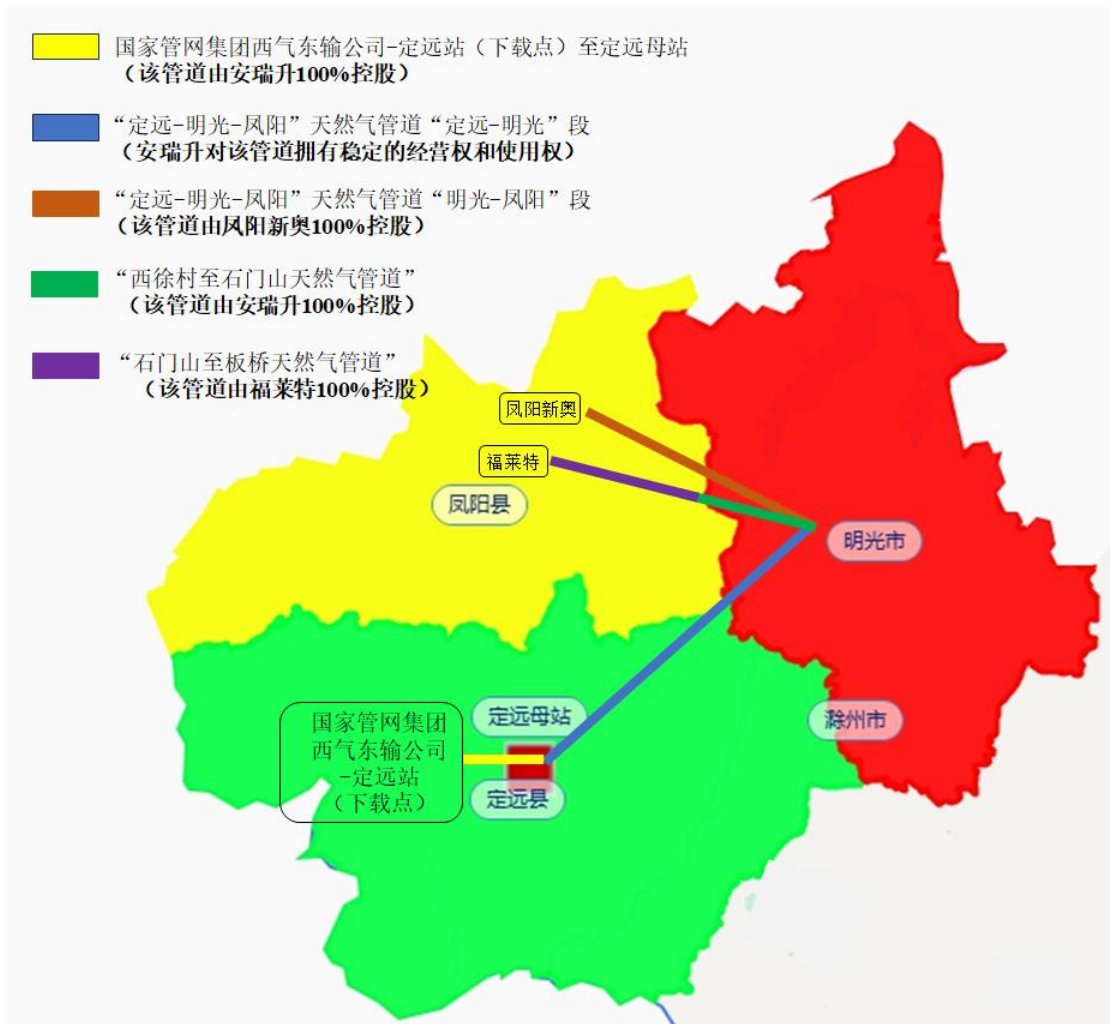 国家管网集团西气东输公司-定远站（下载点）至定远母站
（该管道由安瑞升100%控股）
“定远-明光-凤阳”天然气管道“定远-明光”段
（安瑞升对该管道拥有稳定的经营权和使用权）
“定远-明光-凤阳”天然气管道“明光-凤阳”段
（该管道由凤阳新奥100%控股）
“西徐村至石门山天然气管道”
（该管道由安瑞升100%控股）
“石门山至板桥天然气管道”
（该管道由福莱特100%控股）
凤阳新奥
福莱特
凤阳县
明光市
定远母站
滁州市
国家管网集团
西气东输公司
-定远站
（下载点）
定远县